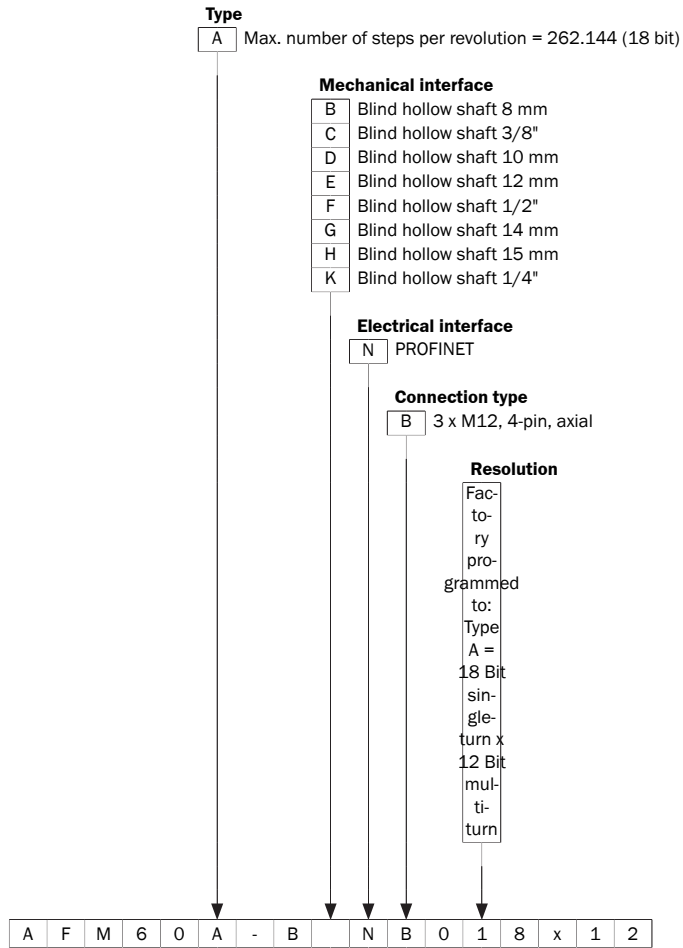 Type
A Max. number of steps per revolution = 262.144 (18 bit)
Mechanical interface
B Blind hollow shaft 8 mm
C Blind hollow shaft 3/8"
D Blind hollow shaft 10 mm
E Blind hollow shaft 12 mm
F Blind hollow shaft 1/2"
G Blind hollow shaft 14 mm
H Blind hollow shaft 15 mm
K Blind hollow shaft 1/4"
Electrical interface
N PROFINET
Connection type
B 3 x M12, 4-pin, axial
Resolution
Fac-
to-
ry
pro-
grammed
to:
Type
A =
18 Bit
sin-
gle-
turn x
12 Bit
mul-
ti-
turn
A F M 6 0 A - B N B 0 1 8 x 1 2